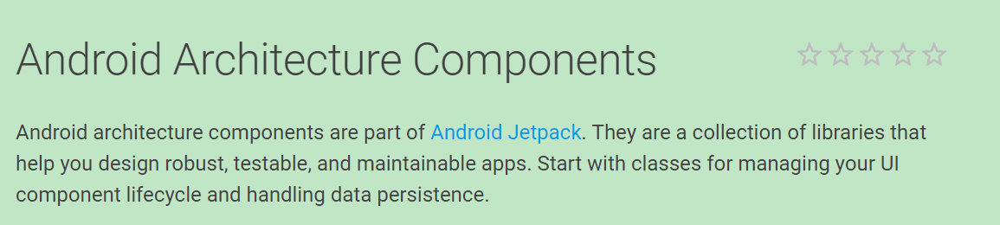 Android Architecture Components
Android architecture components are part of Android Jetpack. They are a collection of libraries that
help you design robust, testable, and maintainable apps. Start with classes for managing your UI
component lifecycle and handling data persistence.